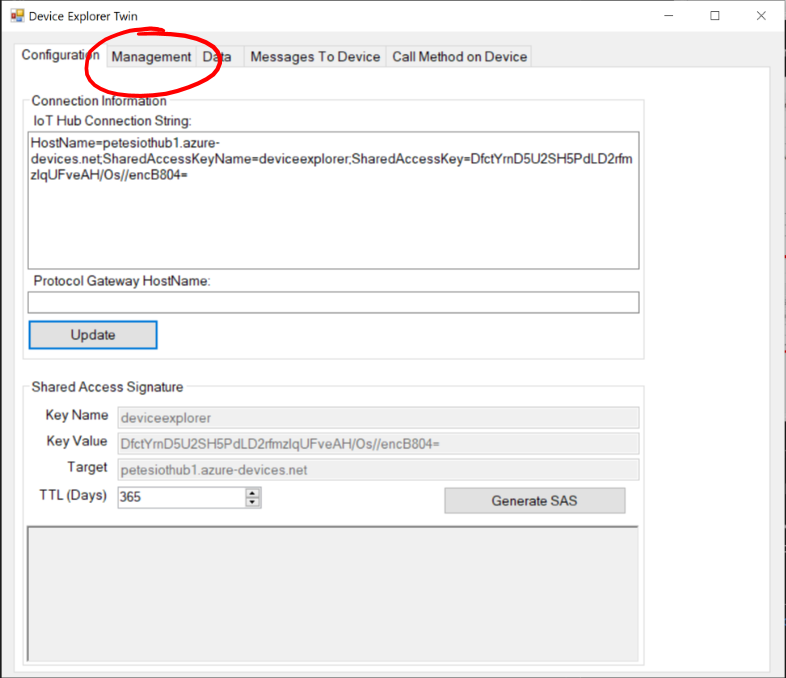 Device Explorer Twin
Configuration Management Data Messages To Device Call Method on Device
Connection Information
IoT Hub Connection String:
HostName=petesiothub1.azure-
devices.net;SharedAccessKeyName=deviceexplorer;SharedAccessKey=DfctYrnD5U2SH5PdLD2rfm
zlqUFveAH/Os//encB804=
Protocol Gateway HostName:
Update
Shared Access Signature
Key Name deviceexplorer
Key Value DfctYrnD5U2SH5PdLD2rfmzlqUFveAH/Os//encB804=
Target petesiothub1.azure-devices.net
TTL (Days) 365
Generate SAS